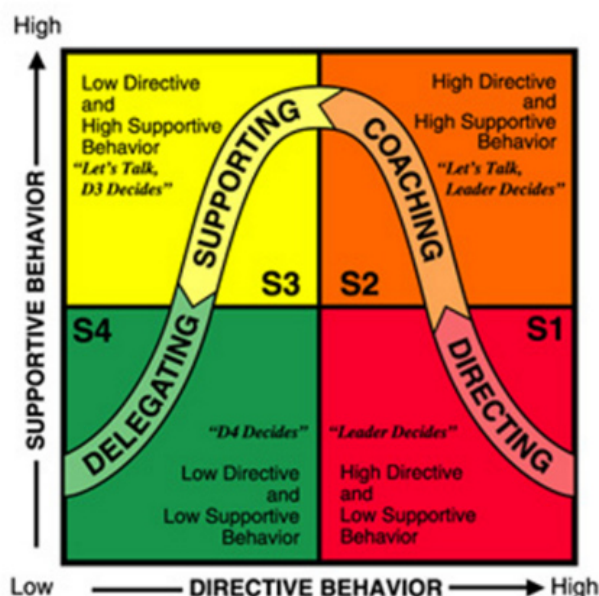 High
SUPPORTIVE BEHAVIOR
Low Directive
and
High Supportive
Behavior
“Let’s Talk,
D3 Decides”
SUPPORTING
S3
High Directive
and
High Supportive
Behavior
“Let’s Talk,
Leader Decides”
COACHING
S2
S4
DELEGATING
“D4 Decides”
Low Directive
and
Low Supportive
Behavior
S1
DIRECTING
“Leader Decides”
High Directive
and
Low Supportive
Behavior
Low
DIRECTIVE BEHAVIOR
High